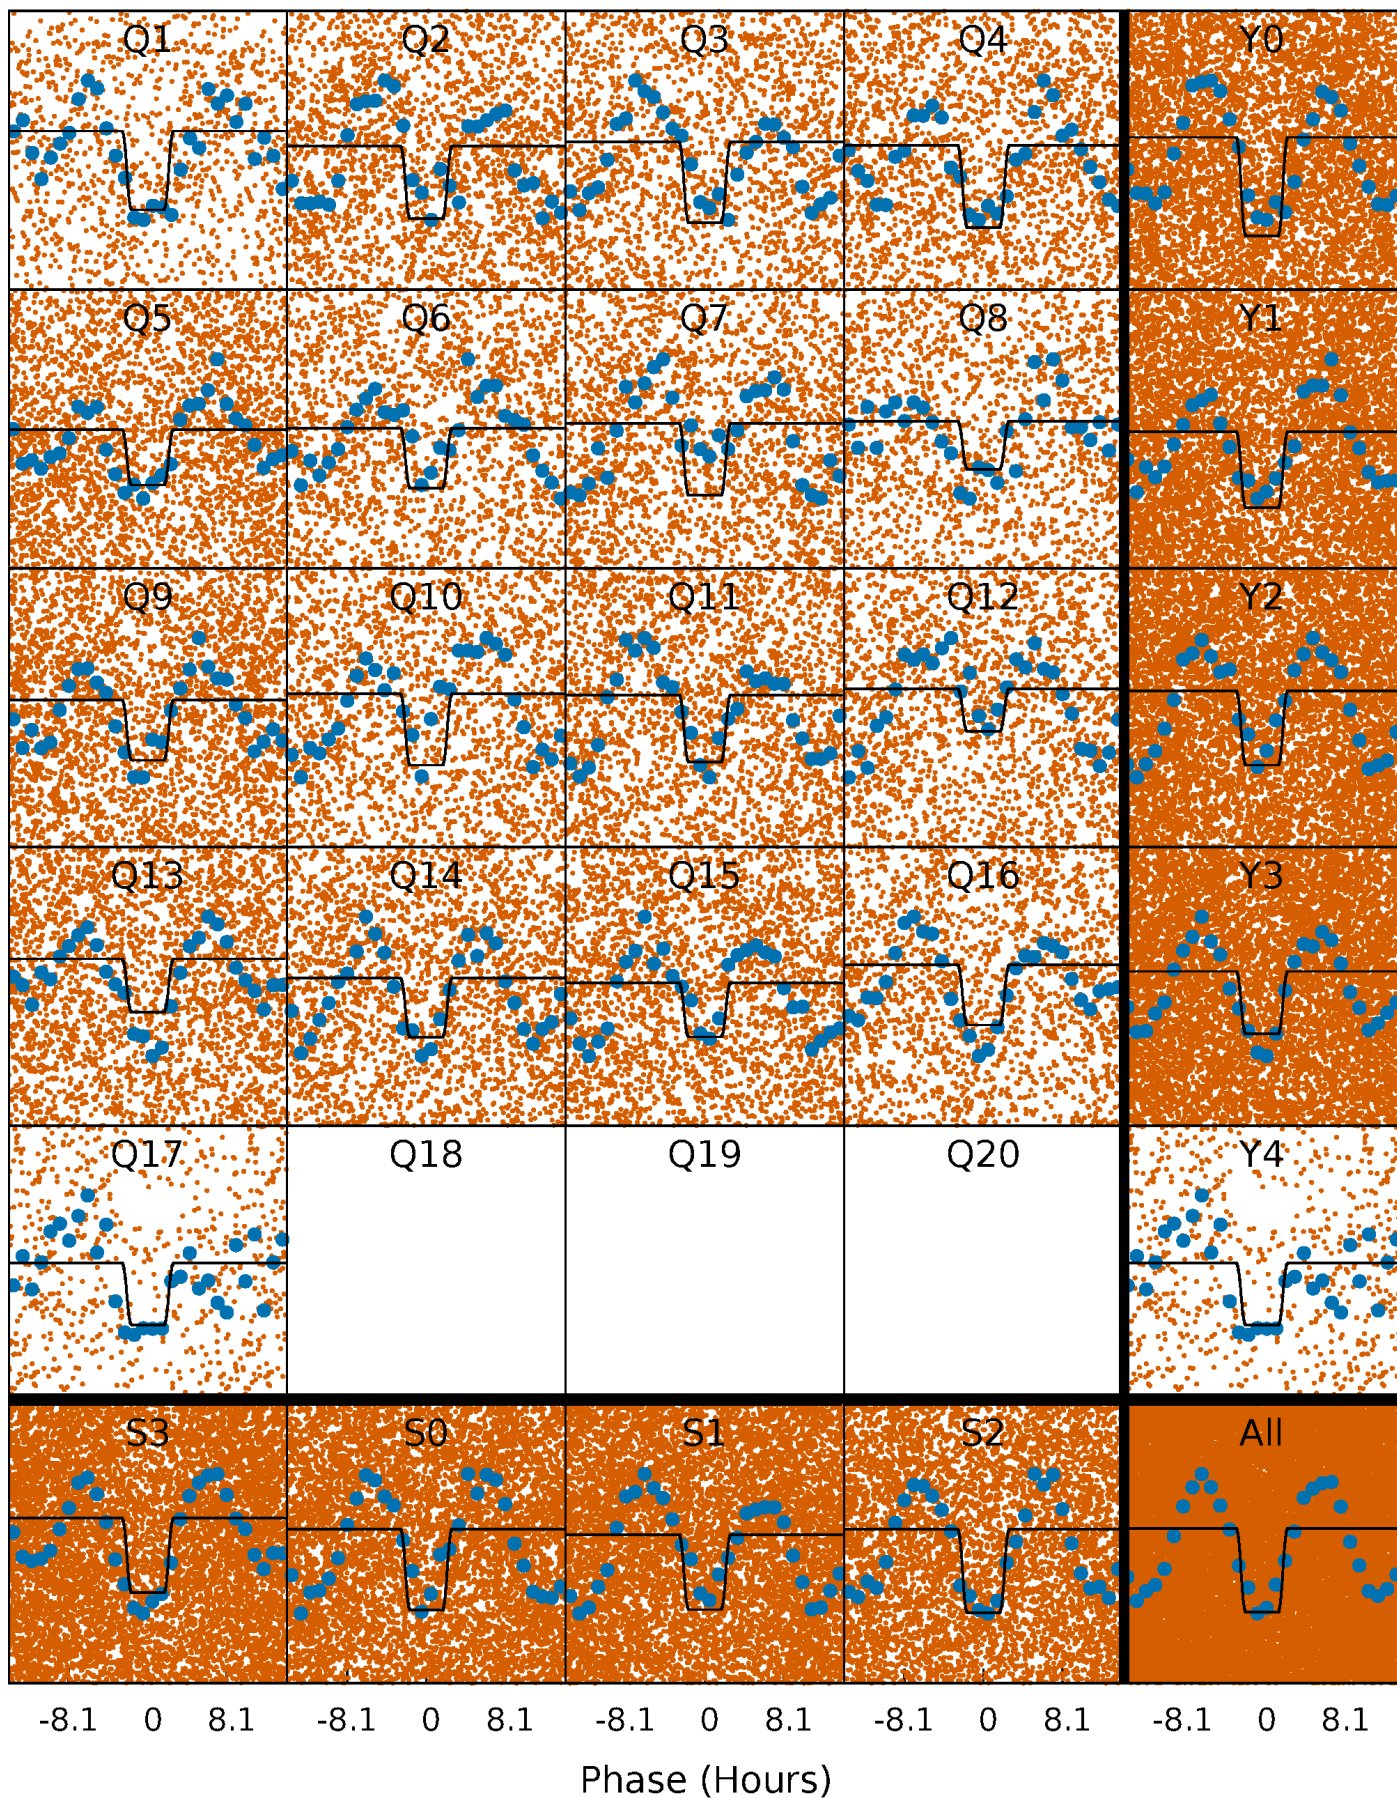 Q1 Q2 Q3 Q4 Y0
Q5 Q6 Q7 Q8 Y1
Q9 Q10 Q11 Q12 Y2
Q13 Q14 Q15 Q16 Y3
Q17 Q18 Q19 Q20 Y4
S3 S0 S1 S2 All
-8.1 0 8.1 -8.1 0 8.1 -8.1 0 8.1 -8.1 0 8.1 -8.1 0 8.1
Phase (Hours)